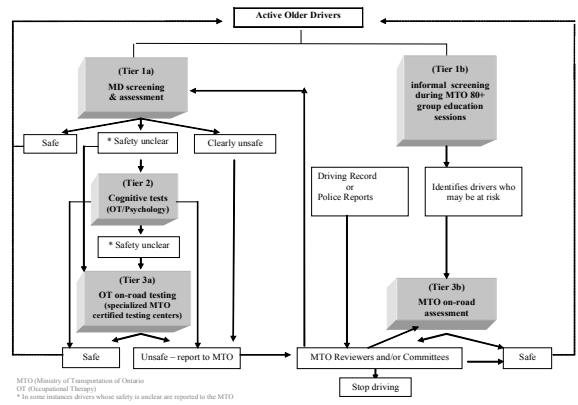 Active Older Drivers
(Tier 1a)
MD screening
& assessment
(Tier 1b)
informal screening
during MTO 80+
group education
sessions
Safe
* Safety unclear
Clearly unsafe
Driving Record
or
Police Reports
Identifies drivers who
may be at risk
(Tier 2)
Cognitive tests
(OT/Psychology)
* Safety unclear
(Tier 3a)
OT on-road testing
(specialized MTO
certified testing centers)
(Tier 3b)
MTO on-road
assessment
Safe
Unsafe – report to MTO
MTO Reviewers and/or Committees
Safe
Stop driving
MTO (Ministry of Transportation of Ontario
OT (Occupational Therapy)
* In some instances drivers whose safety is unclear are reported to the MTO